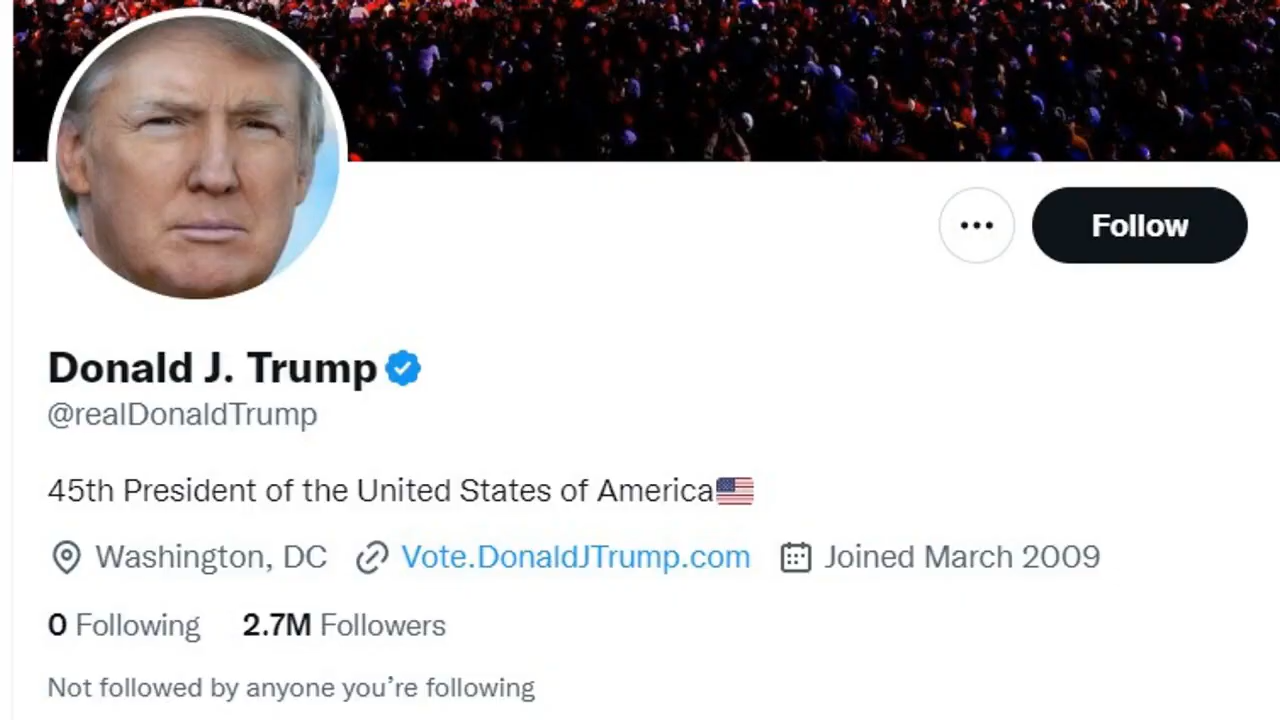 Follow
Donald J. Trump
@realDonaldTrump
45th President of the United States of America
Washington, DC Vote.DonaldJTrump.com Joined March 2009
0 Following 2.7M Followers
Not followed by anyone you’re following